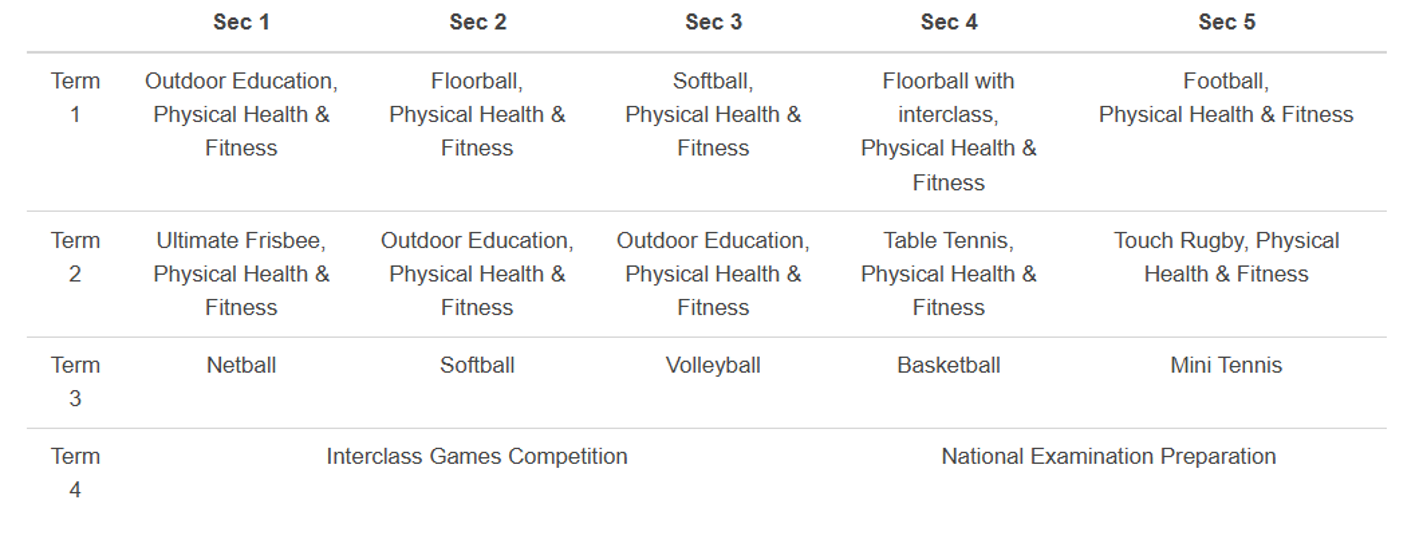 Sec 1 Sec 2 Sec 3 Sec 4 Sec 5
Term
1
Outdoor Education,
Physical Health &
Fitness
Floorball,
Physical Health &
Fitness
Softball,
Physical Health &
Fitness
Floorball with
interclass,
Physical Health &
Fitness
Football,
Physical Health & Fitness
Term
2
Ultimate Frisbee,
Physical Health &
Fitness
Outdoor Education,
Physical Health &
Fitness
Outdoor Education,
Physical Health &
Fitness
Table Tennis,
Physical Health &
Fitness
Touch Rugby, Physical
Health & Fitness
Term
3
Netball
Softball
Volleyball
Basketball
Mini Tennis
Term
4
Interclass Games Competition
National Examination Preparation